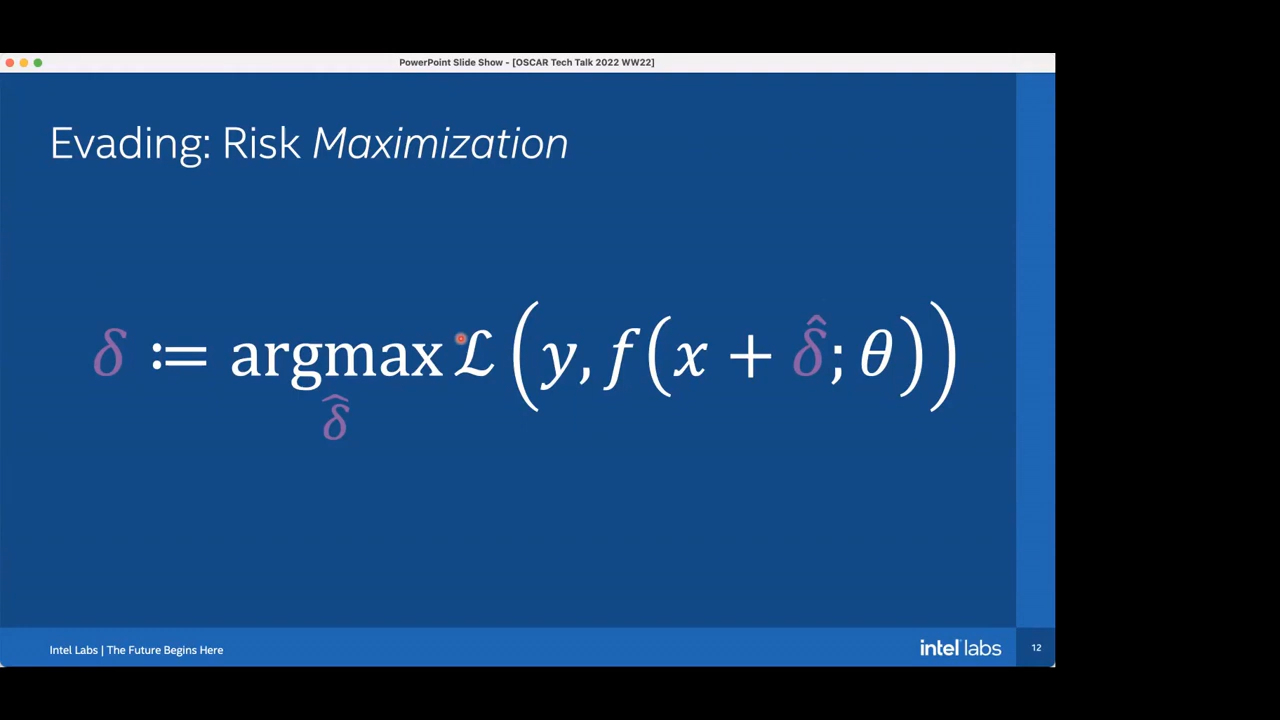 PowerPoint Slide Show - [OSCAR Tech Talk 2022 WW22]
Evading: Risk Maximization
δ ≔ argmax ℒ(y, f(x + δ̂; θ))
δ̂
Intel Labs | The Future Begins Here
intel labs
12